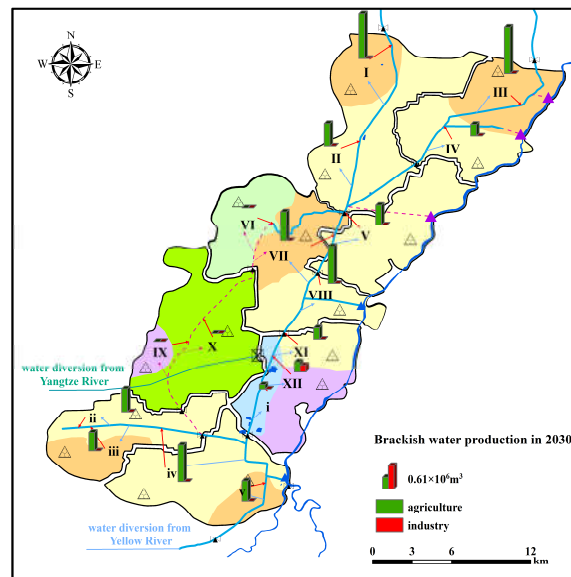 N
W E
S
I
III
II
IV
VI
V
VII
VIII
IX
X
XI
XII
water diversion from
Yangtze River
i
ii
iii
iv
v
water diversion from
Yellow River
Brackish water production in 2030
0.61×10⁶m³
agriculture
industry
0 3 6 12
km